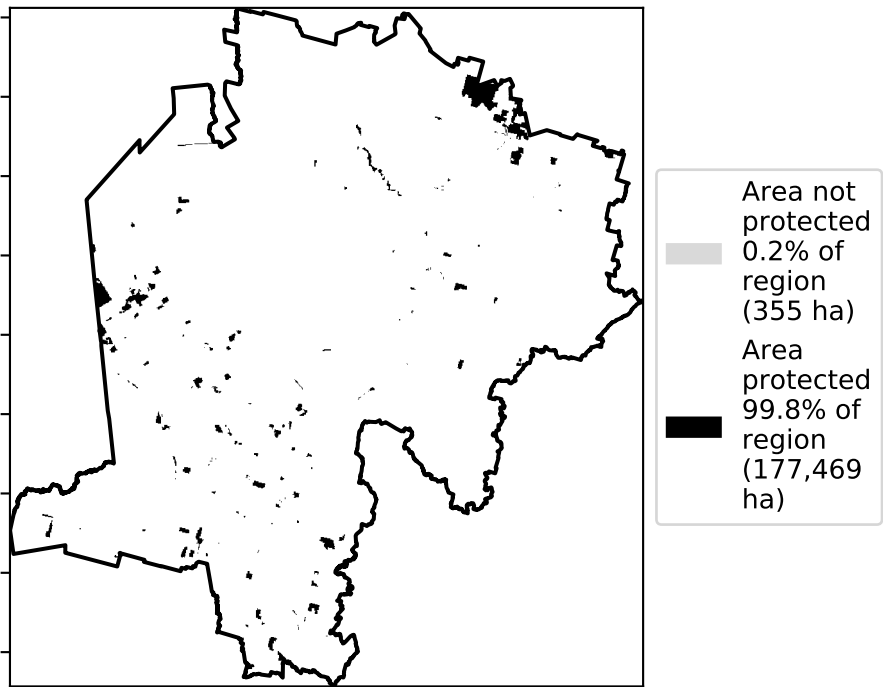 Area not
protected
0.2% of
region
(355 ha)
Area
protected
99.8% of
region
(177,469
ha)